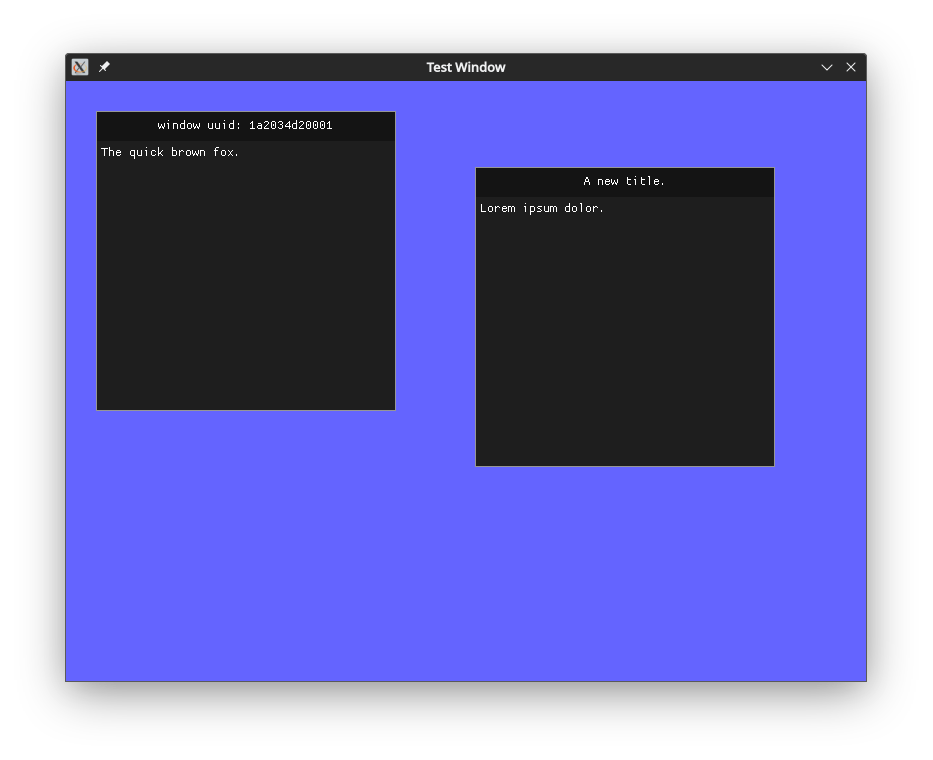 Test Window
window uuid: 1a2034d20001
The quick brown fox.
A new title.
Lorem ipsum dolor.